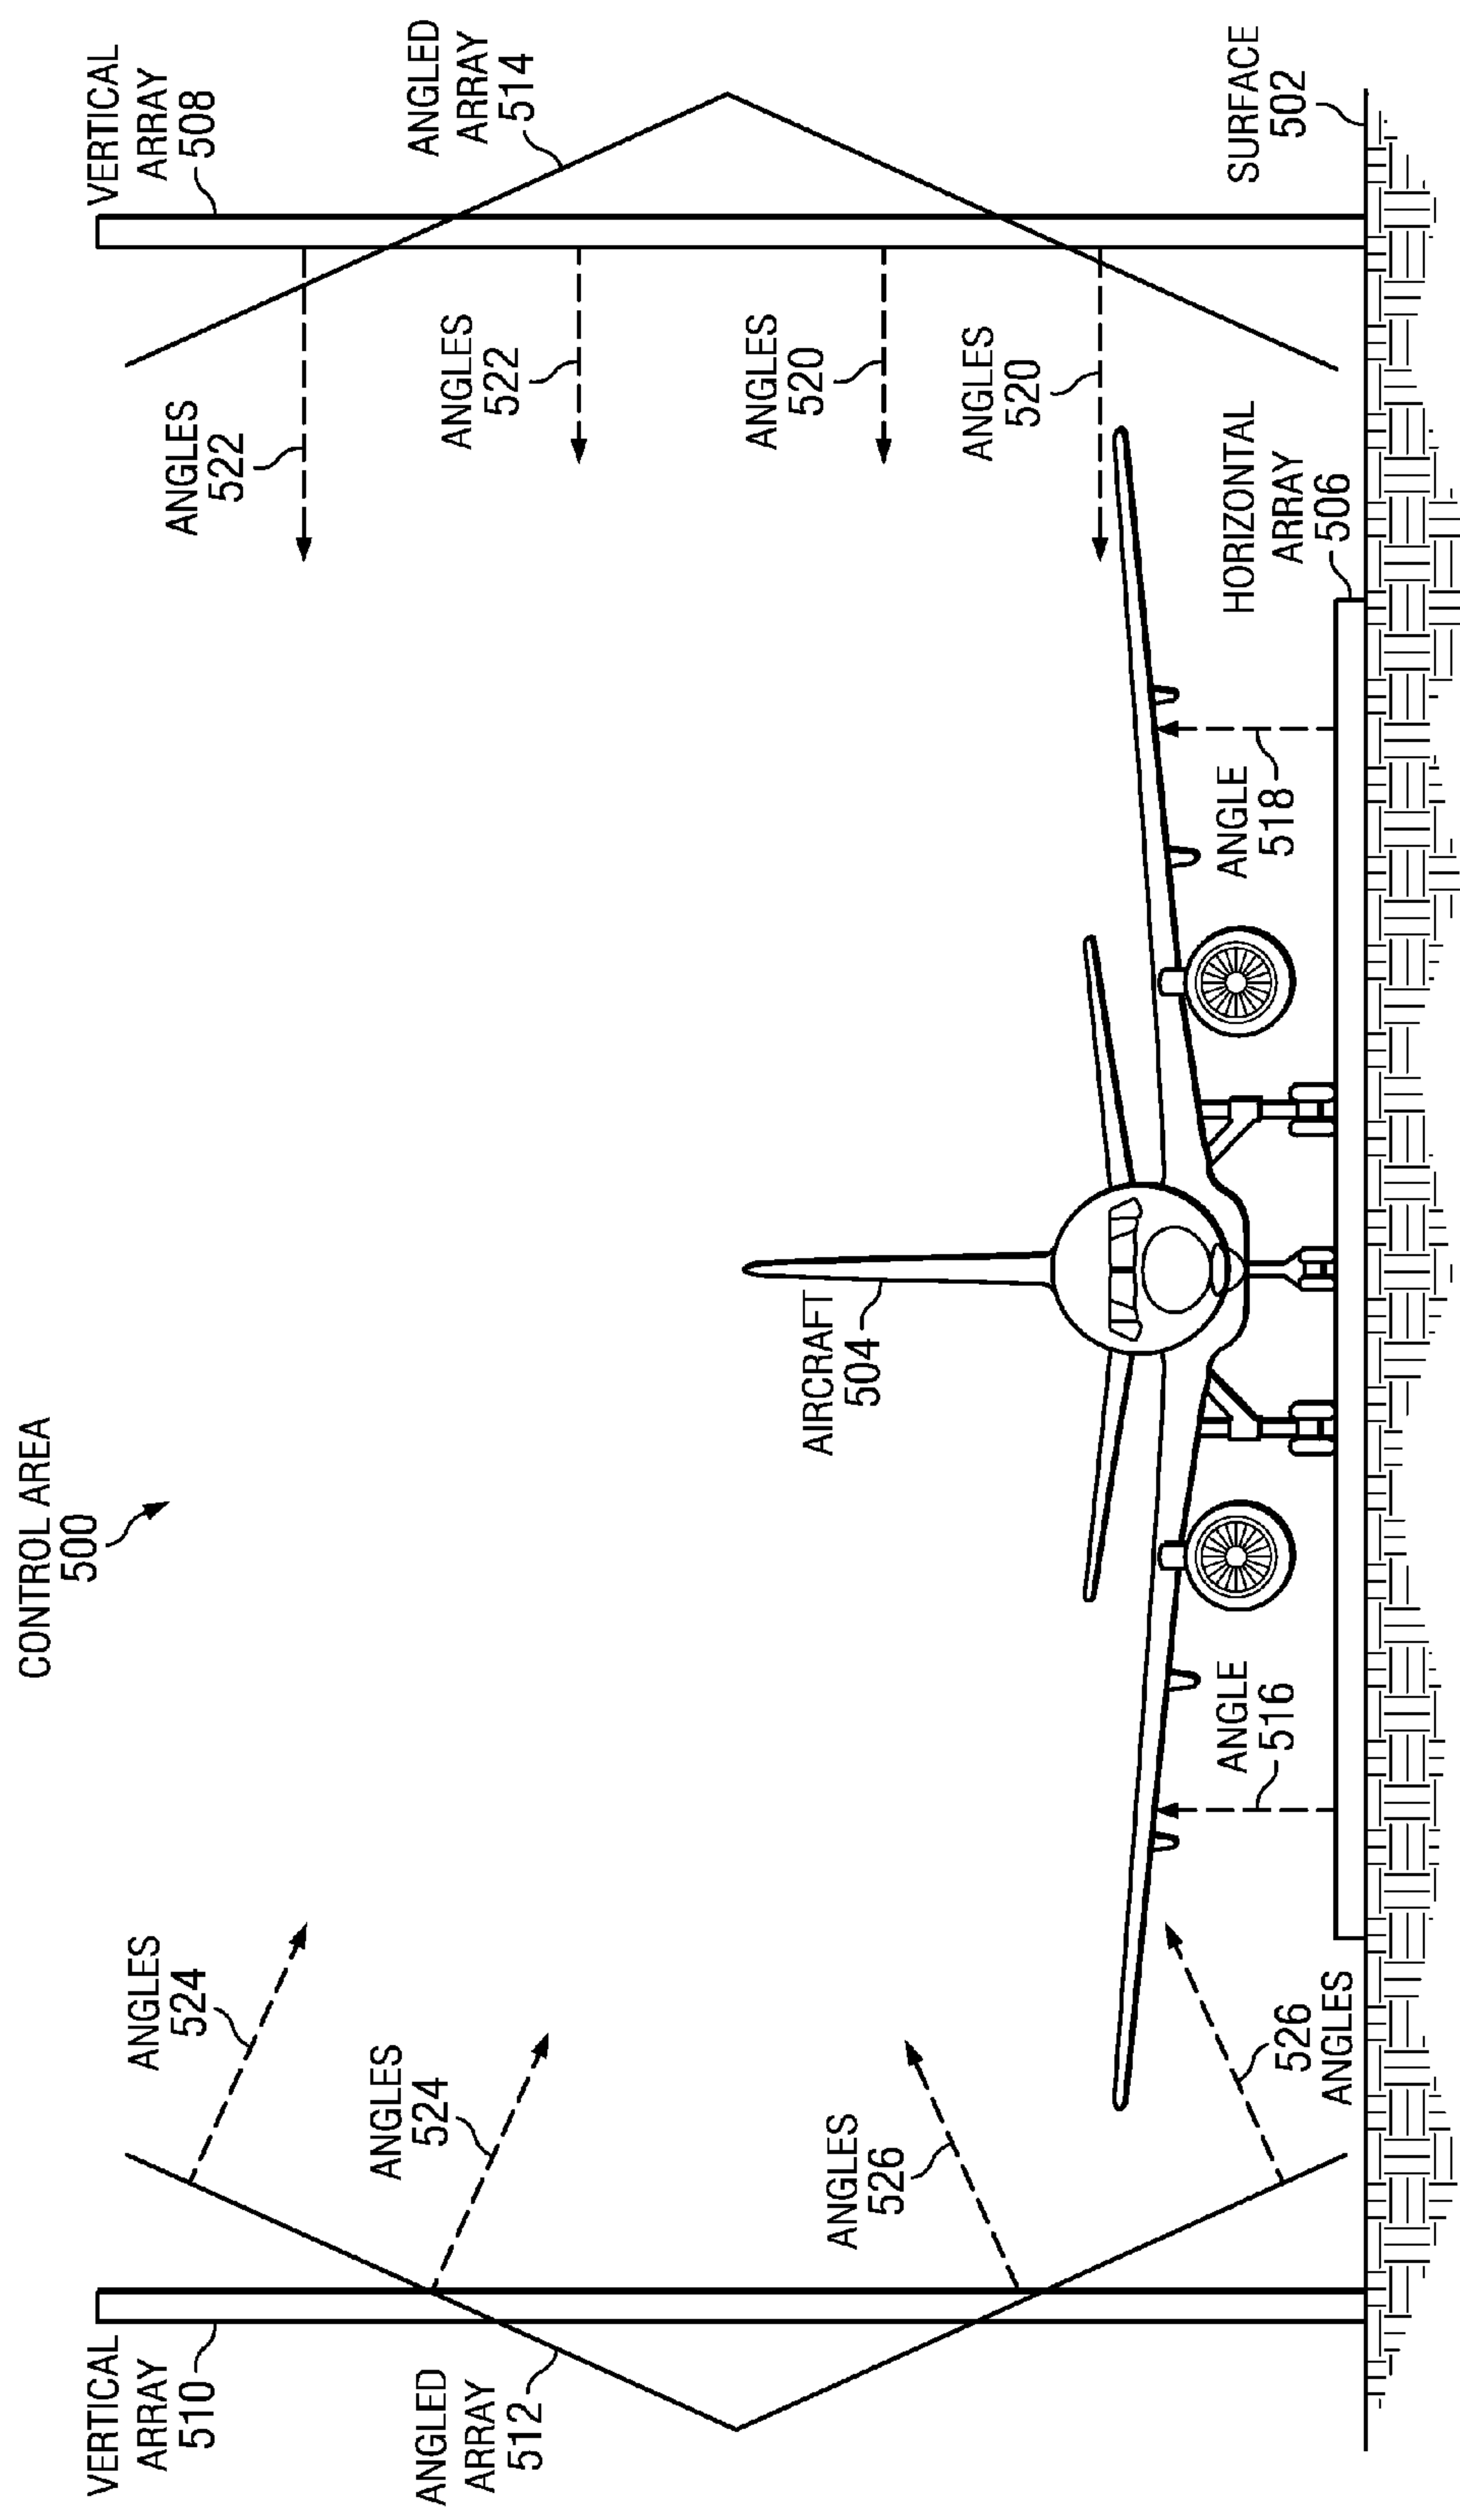 CONTROL AREA
500
VERTICAL
ARRAY
510
ANGLES
524
ANGLES
522
VERTICAL
ARRAY
508
ANGLED
ARRAY
512
ANGLES
524
ANGLES
522
ANGLED
ARRAY
514
ANGLES
526
AIRCRAFT
504
ANGLES
520
ANGLES
520
526
ANGLES
ANGLE
516
ANGLE
518
HORIZONTAL
ARRAY
506
SURFACE
502